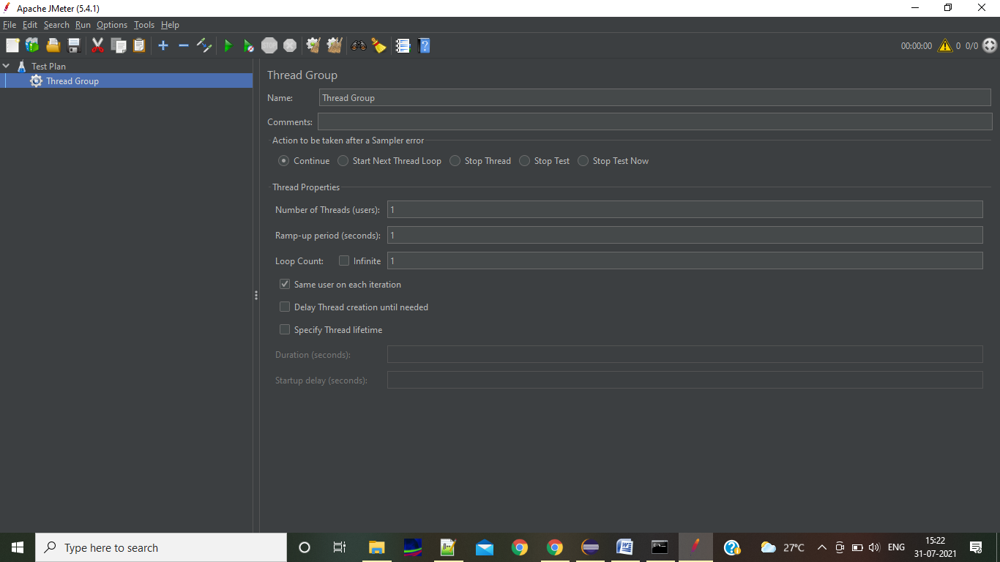 Apache JMeter (5.4.1)
File Edit Search Run Options Tools Help
STOP 00:00:00 0 0/0
Test Plan
Thread Group
Thread Group
Name: Thread Group
Comments:
Action to be taken after a Sampler error
Continue Start Next Thread Loop Stop Thread Stop Test Stop Test Now
Thread Properties
Number of Threads (users): 1
Ramp-up period (seconds): 1
Loop Count: Infinite 1
Same user on each iteration
Delay Thread creation until needed
Specify Thread lifetime
Duration (seconds):
Startup delay (seconds):
Type here to search
27°C
ENG
15:22
31-07-2021